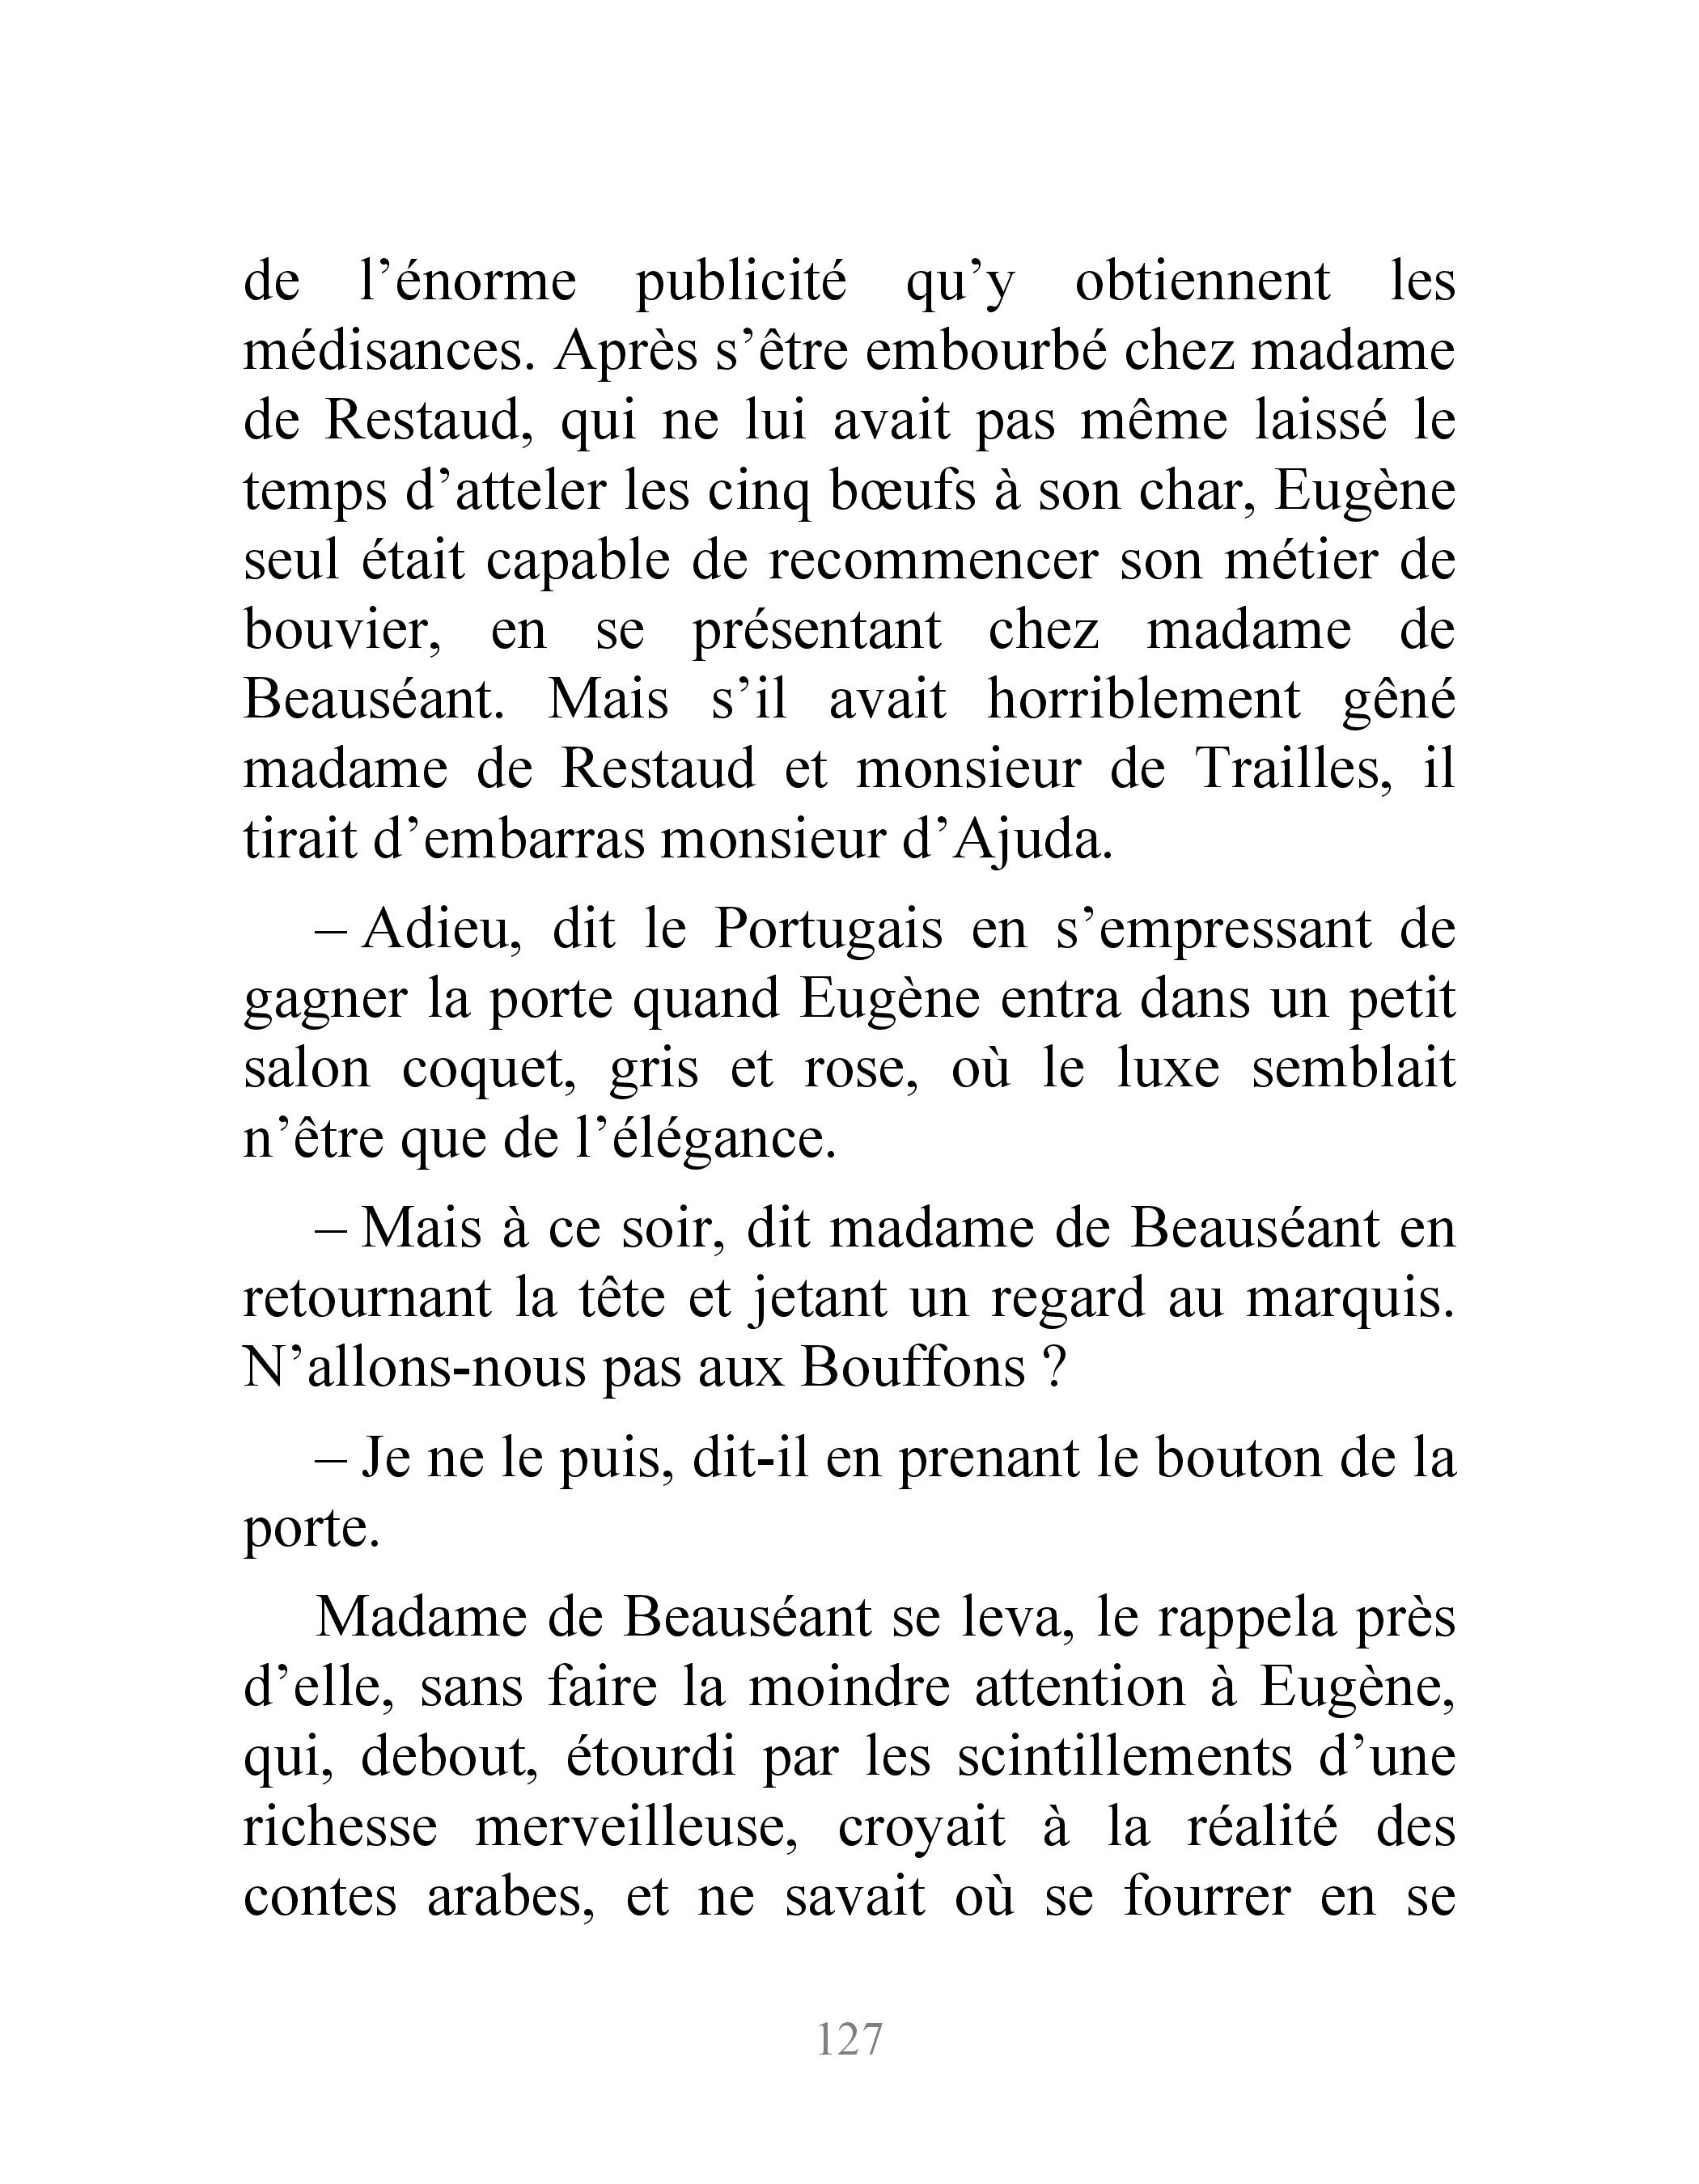 de l’énorme publicité qu’y obtiennent les
médisances. Après s’être embourbé chez madame
de Restaud, qui ne lui avait pas même laissé le
temps d’atteler les cinq bœufs à son char, Eugène
seul était capable de recommencer son métier de
bouvier, en se présentant chez madame de
Beauséant. Mais s’il avait horriblement gêné
madame de Restaud et monsieur de Trailles, il
tirait d’embarras monsieur d’Ajuda.
– Adieu, dit le Portugais en s’empressant de
gagner la porte quand Eugène entra dans un petit
salon coquet, gris et rose, où le luxe semblait
n’être que de l’élégance.
– Mais à ce soir, dit madame de Beauséant en
retournant la tête et jetant un regard au marquis.
N’allons-nous pas aux Bouffons ?
– Je ne le puis, dit-il en prenant le bouton de la
porte.
Madame de Beauséant se leva, le rappela près
d’elle, sans faire la moindre attention à Eugène,
qui, debout, étourdi par les scintillements d’une
richesse merveilleuse, croyait à la réalité des
contes arabes, et ne savait où se fourrer en se
127